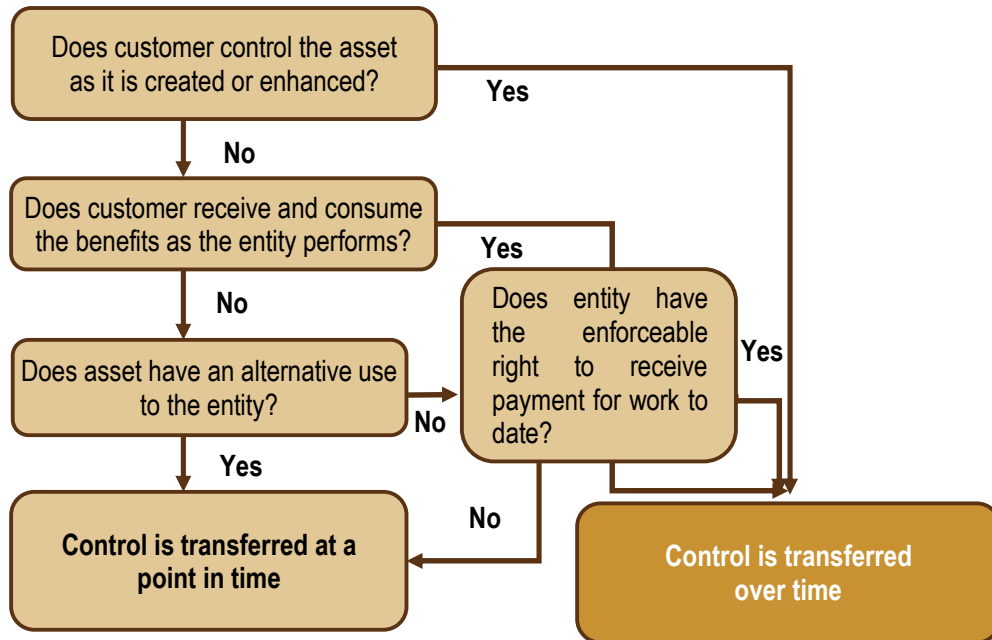 Does customer control the asset
as it is created or enhanced?
Yes
No
Does customer receive and consume
the benefits as the entity performs?
Yes
No
Does entity have
the enforceable
right to receive
payment for work to
date?
Yes
Does asset have an alternative use
to the entity?
No
Yes
No
Control is transferred at a
point in time
Control is transferred
over time